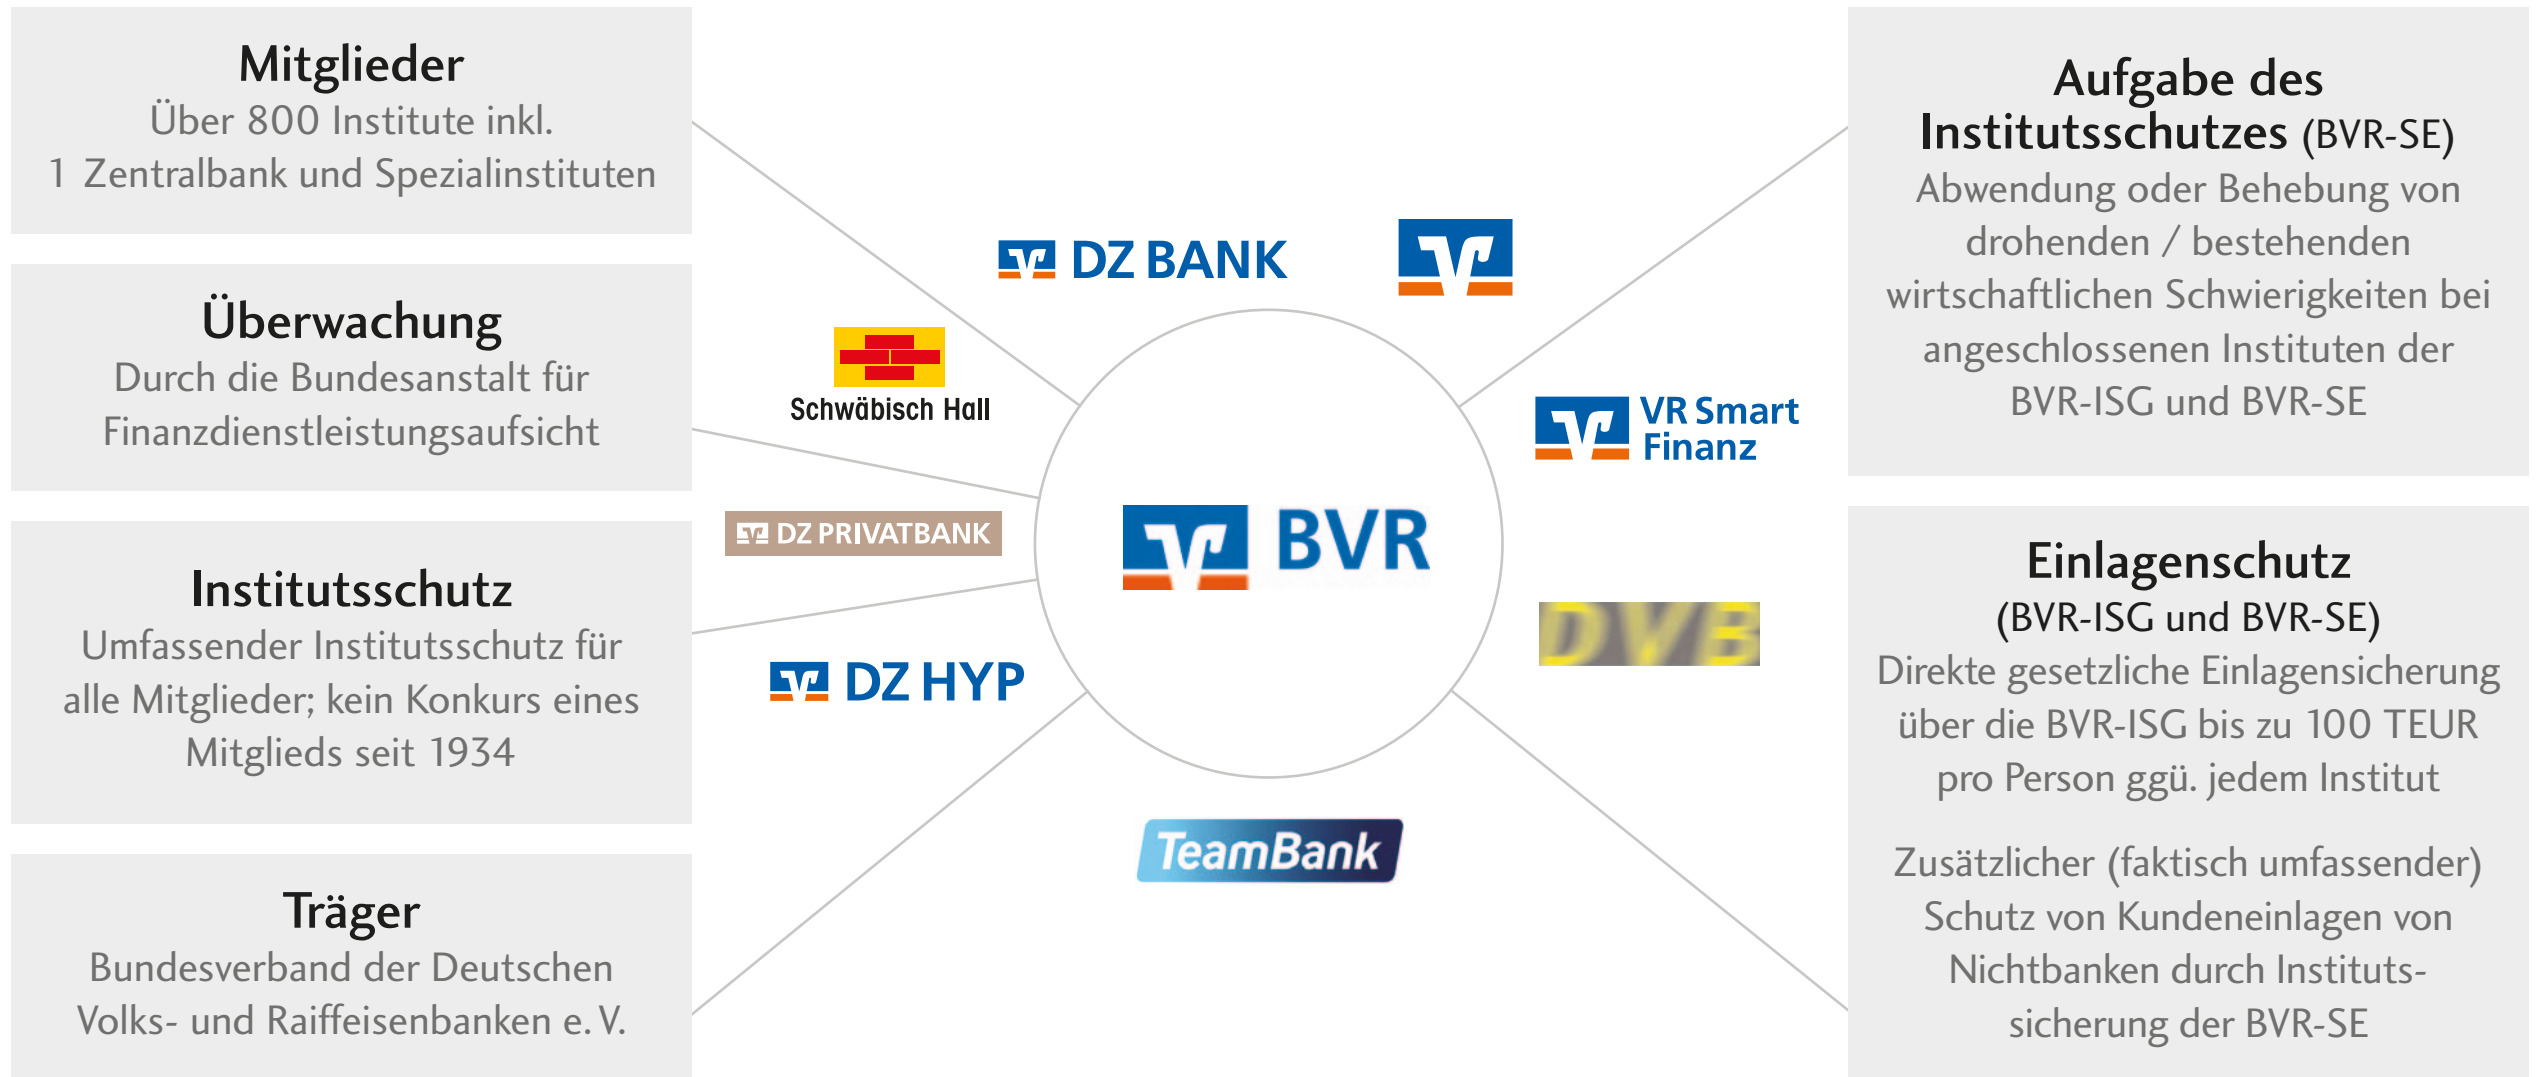 Mitglieder
Über 800 Institute inkl.
1 Zentralbank und Spezialinstituten
Überwachung
Durch die Bundesanstalt für
Finanzdienstleistungsaufsicht
Institutsschutz
Umfassender Institutsschutz für
alle Mitglieder; kein Konkurs eines
Mitglieds seit 1934
Träger
Bundesverband der Deutschen
Volks- und Raiffeisenbanken e. V.
DZ BANK
Schwäbisch Hall
VR Smart
Finanz
DZ PRIVATBANK
BVR
DVB
DZ HYP
TeamBank
Aufgabe des
Institutsschutzes (BVR-SE)
Abwendung oder Behebung von
drohenden / bestehenden
wirtschaftlichen Schwierigkeiten bei
angeschlossenen Instituten der
BVR-ISG und BVR-SE
Einlagenschutz
(BVR-ISG und BVR-SE)
Direkte gesetzliche Einlagensicherung
über die BVR-ISG bis zu 100 TEUR
pro Person ggü. jedem Institut
Zusätzlicher (faktisch umfassender)
Schutz von Kundeneinlagen von
Nichtbanken durch Instituts-
sicherung der BVR-SE